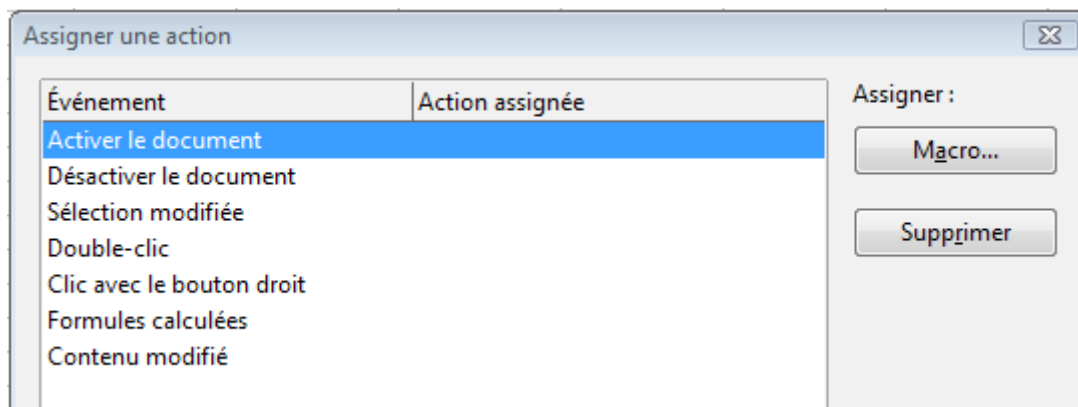 Assigner une action
Événement Action assignée
Activer le document
Désactiver le document
Sélection modifiée
Double-clic
Clic avec le bouton droit
Formules calculées
Contenu modifié
Assigner :
Macro...
Supprimer